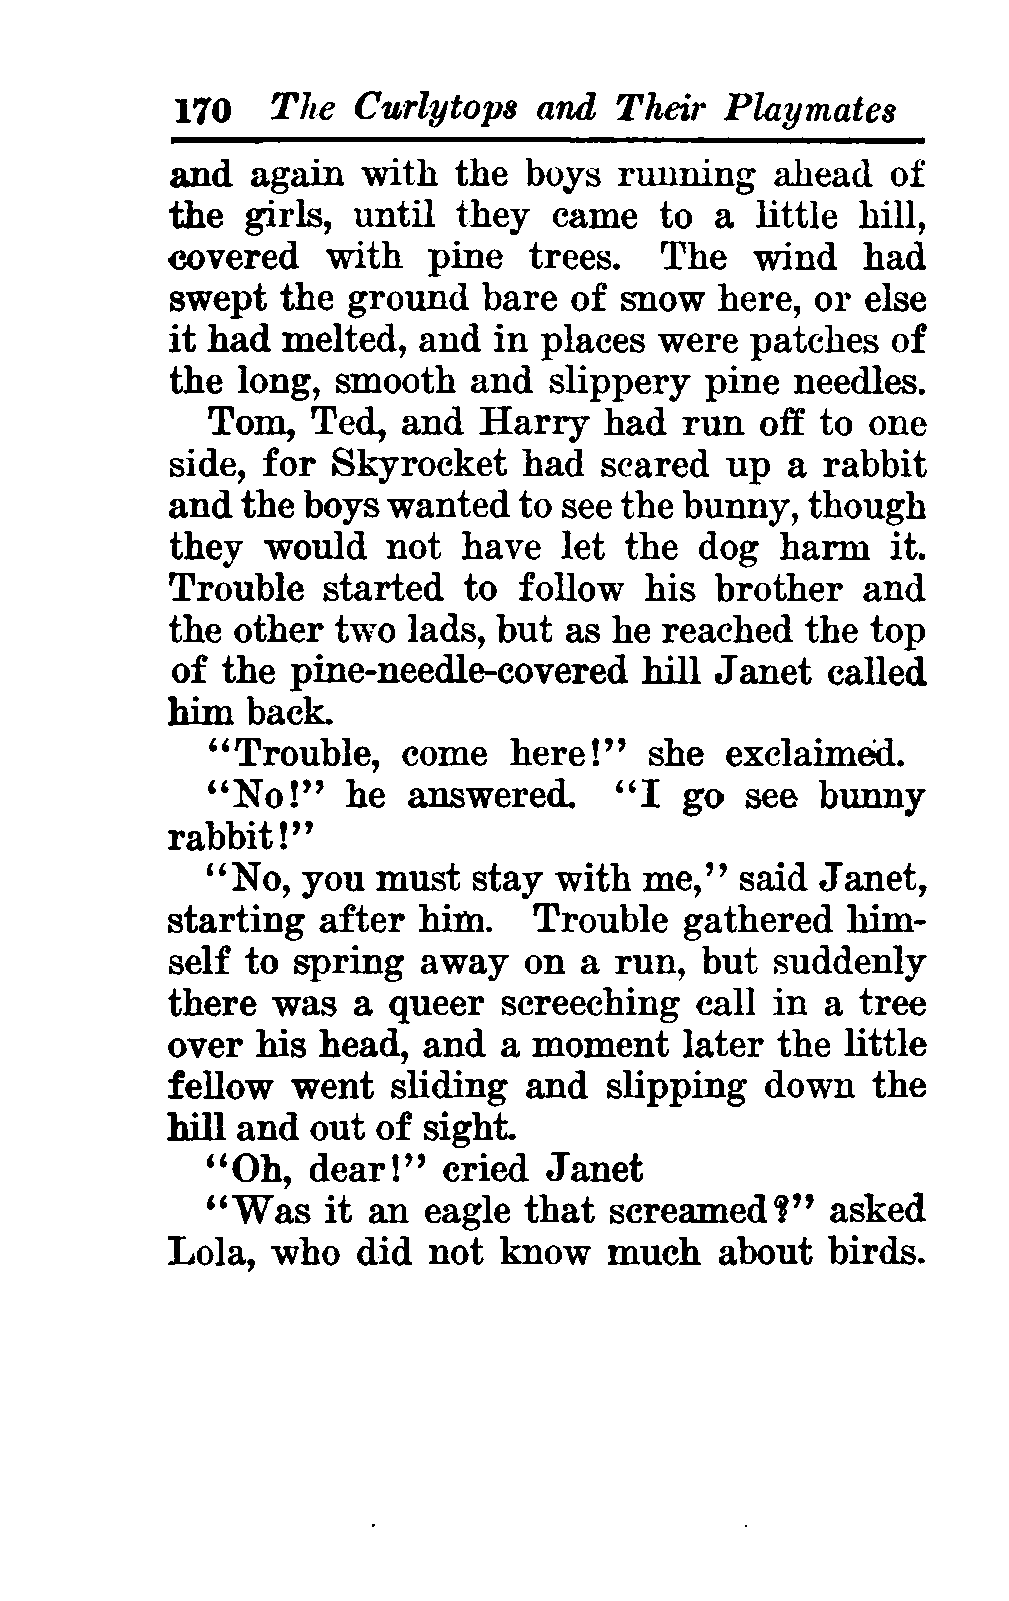 170 The Curlytops and Their Playmates
and again with the boys running ahead of
the girls, until they came to a little hill,
covered with pine trees. The wind had
swept the ground bare of snow here, or else
it had melted, and in places were patches of
the long, smooth and slippery pine needles.
Tom, Ted, and Harry had run off to one
side, for Skyrocket had scared up a rabbit
and the boys wanted to see the bunny, though
they would not have let the dog harm it.
Trouble started to follow his brother and
the other two lads, but as he reached the top
of the pine-needle-covered hill Janet called
him back.
“Trouble, come here!” she exclaimed.
“No!” he answered. “I go see bunny
rabbit!”
“No, you must stay with me,” said Janet,
starting after him. Trouble gathered him-
self to spring away on a run, but suddenly
there was a queer screeching call in a tree
over his head, and a moment later the little
fellow went sliding and slipping down the
hill and out of sight.
“Oh, dear!” cried Janet
“Was it an eagle that screamed?” asked
Lola, who did not know much about birds.